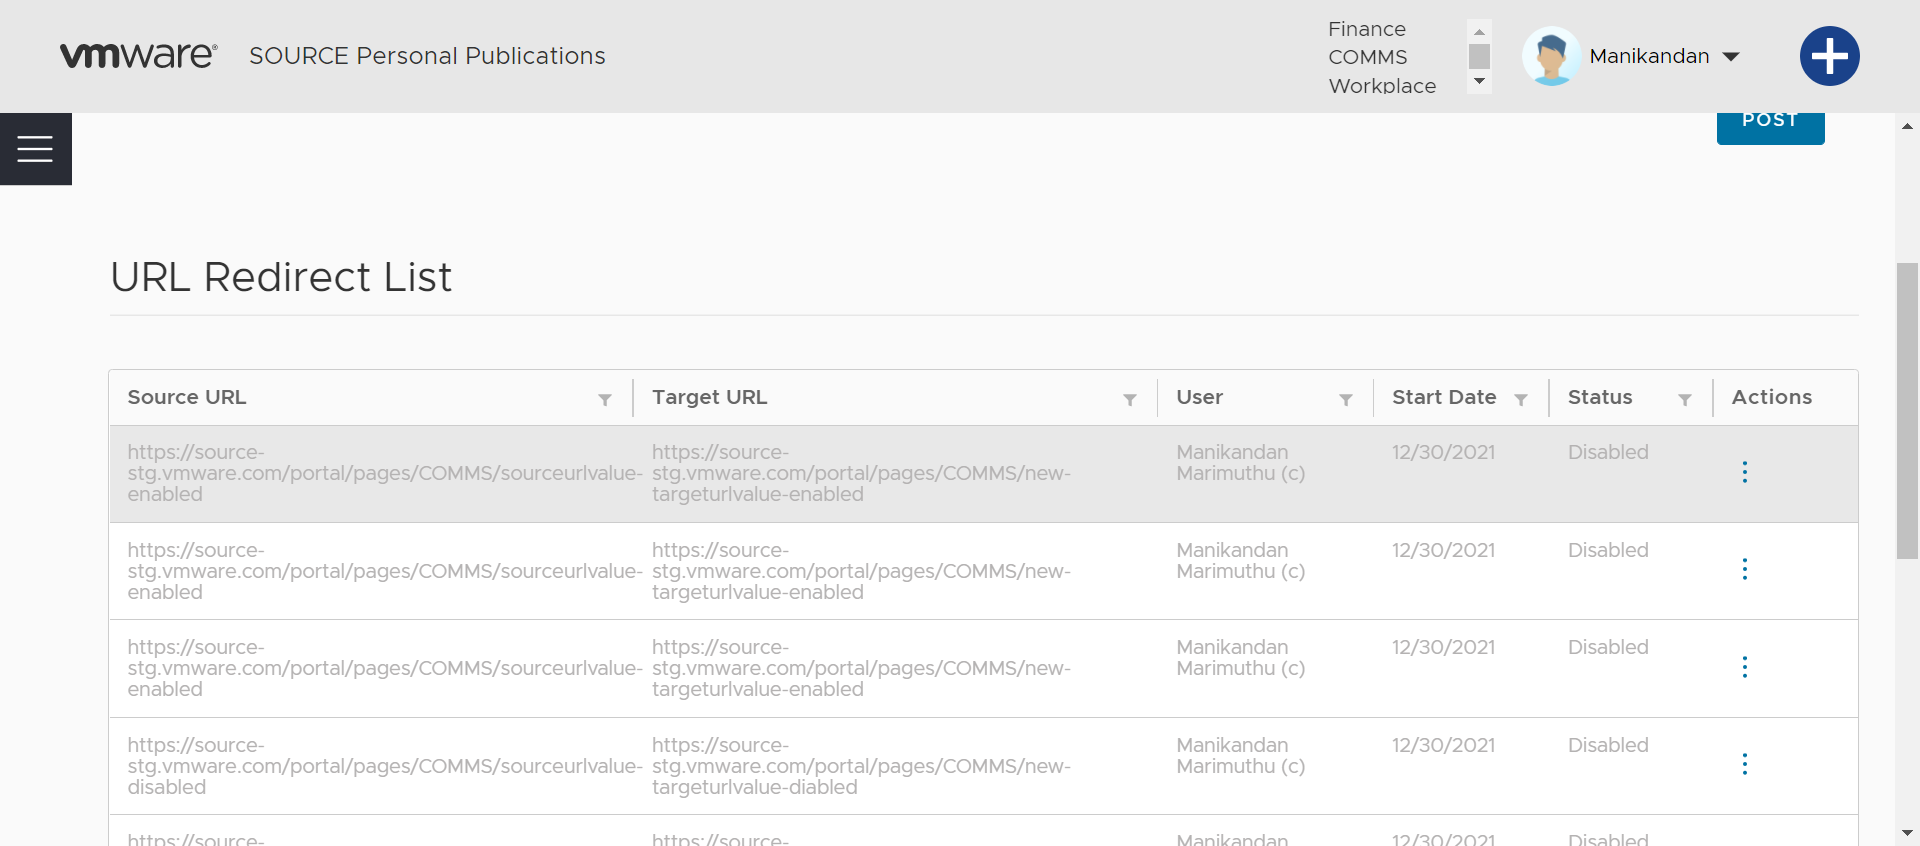 vmware®
SOURCE Personal Publications
Finance
COMMS
Workplace
Manikandan
POST
URL Redirect List
Source URL
Target URL
User
Start Date
Status
Actions
https://source-
stg.vmware.com/portal/pages/COMMS/sourceurlvalue-
enabled
https://source-
stg.vmware.com/portal/pages/COMMS/new-
targeturlvalue-enabled
Manikandan
Marimuthu (c)
12/30/2021
Disabled
https://source-
stg.vmware.com/portal/pages/COMMS/sourceurlvalue-
enabled
https://source-
stg.vmware.com/portal/pages/COMMS/new-
targeturlvalue-enabled
Manikandan
Marimuthu (c)
12/30/2021
Disabled
https://source-
stg.vmware.com/portal/pages/COMMS/sourceurlvalue-
enabled
https://source-
stg.vmware.com/portal/pages/COMMS/new-
targeturlvalue-enabled
Manikandan
Marimuthu (c)
12/30/2021
Disabled
https://source-
stg.vmware.com/portal/pages/COMMS/sourceurlvalue-
disabled
https://source-
stg.vmware.com/portal/pages/COMMS/new-
targeturlvalue-diabled
Manikandan
Marimuthu (c)
12/30/2021
Disabled
https://source-
https://source-
Manikandan
12/30/2021
Disabled